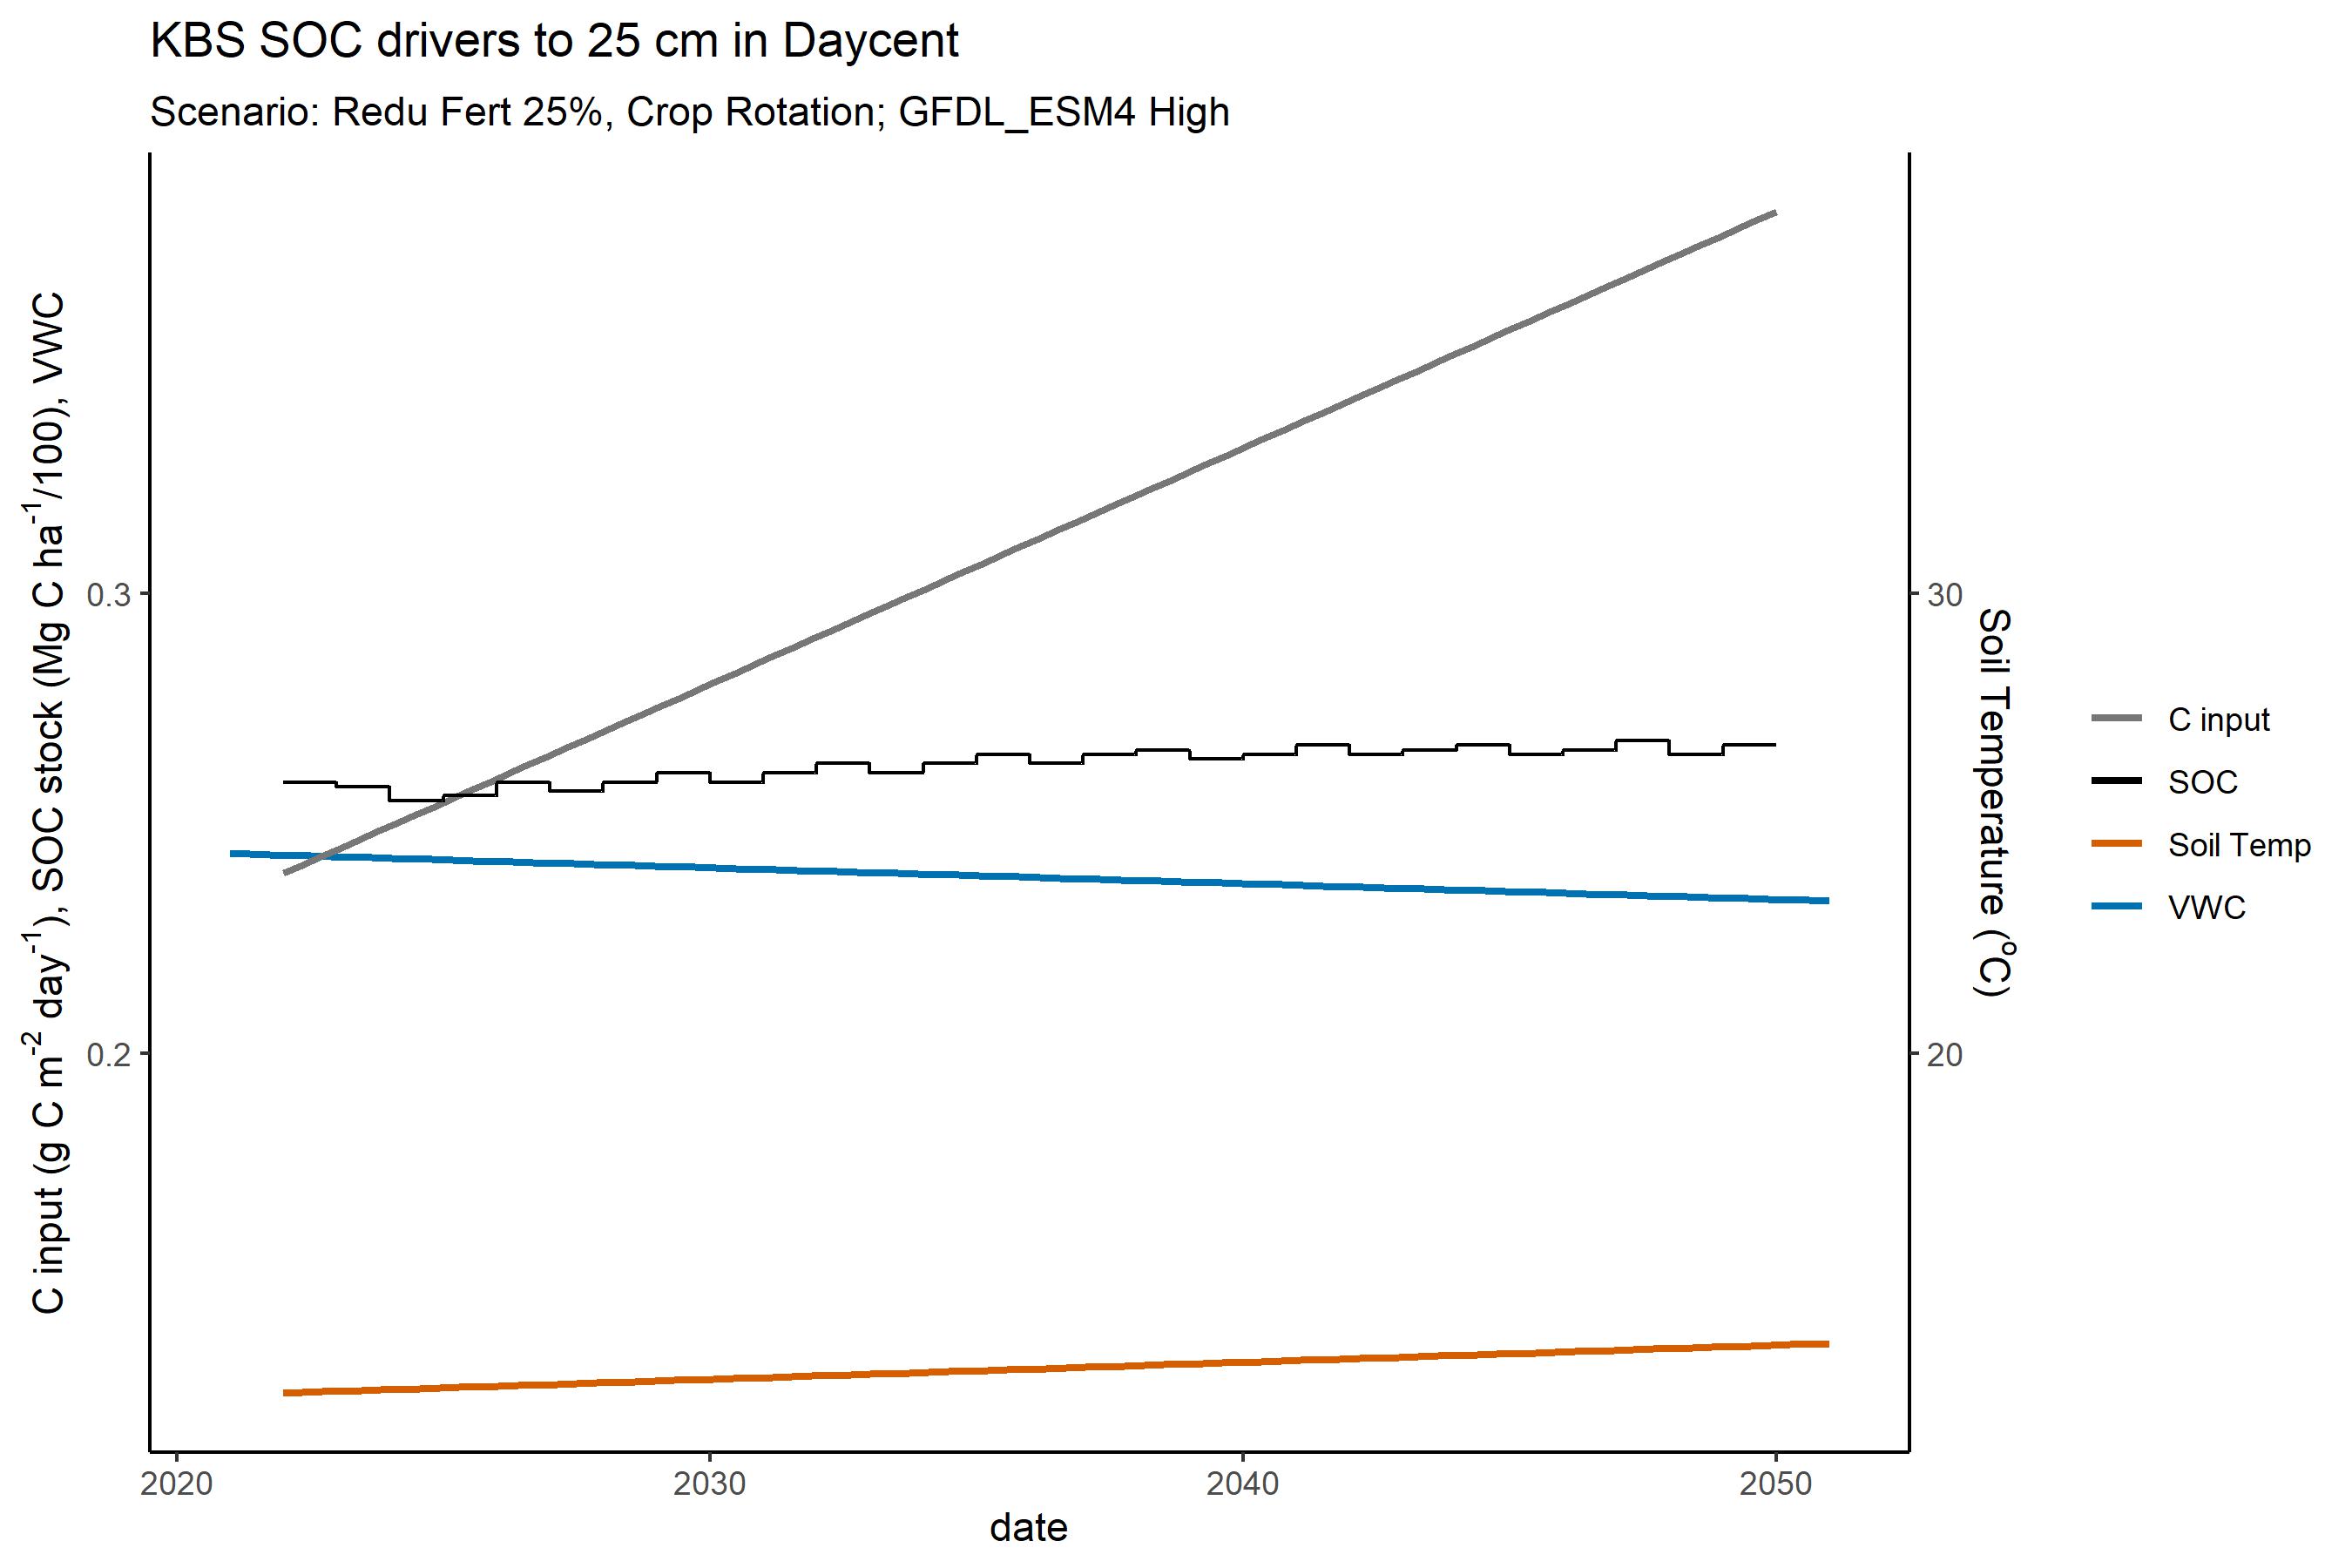 KBS SOC drivers to 25 cm in Daycent
Scenario: Redu Fert 25%, Crop Rotation; GFDL_ESM4 High
C input (g C m-2 day-1), SOC stock (Mg C ha-1/100), VWC
0.3
0.2
30
20
Soil Temperature (oC)
C input
SOC
Soil Temp
VWC
2020 2030 2040 2050
date